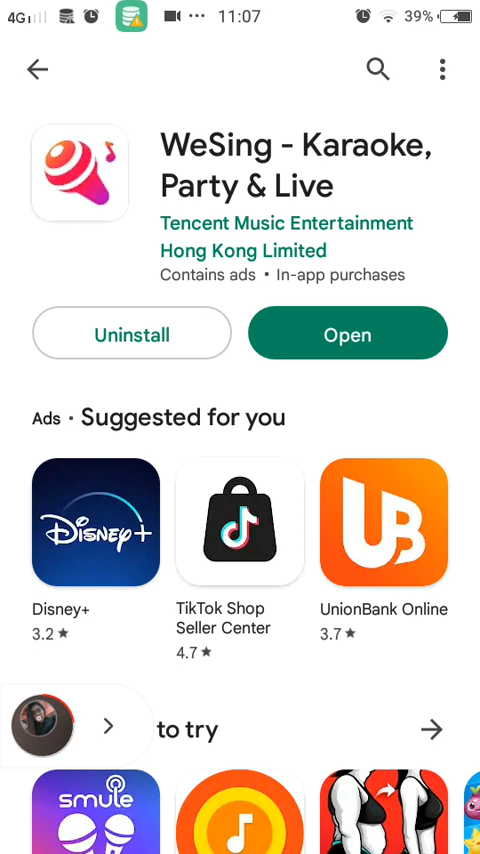 4G
11:07
39%
WeSing - Karaoke,
Party & Live
Tencent Music Entertainment
Hong Kong Limited
Contains ads • In-app purchases
Uninstall
Open
Ads • Suggested for you
Disney+
UB
Disney+
3.2 ★
TikTok Shop
Seller Center
4.7 ★
UnionBank Online
3.7 ★
to try
smule